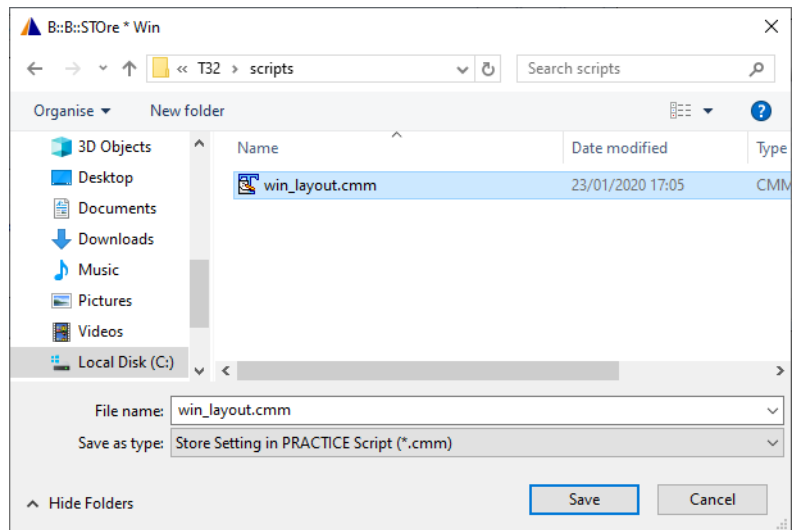 B::B::STOre * Win
« T32 > scripts
Search scripts
Organise
New folder
3D Objects
Desktop
Documents
Downloads
Music
Pictures
Videos
Local Disk (C:)
Name
Date modified
Type
win_layout.cmm
23/01/2020 17:05
CMM
File name:
win_layout.cmm
Save as type:
Store Setting in PRACTICE Script (*.cmm)
Hide Folders
Save
Cancel